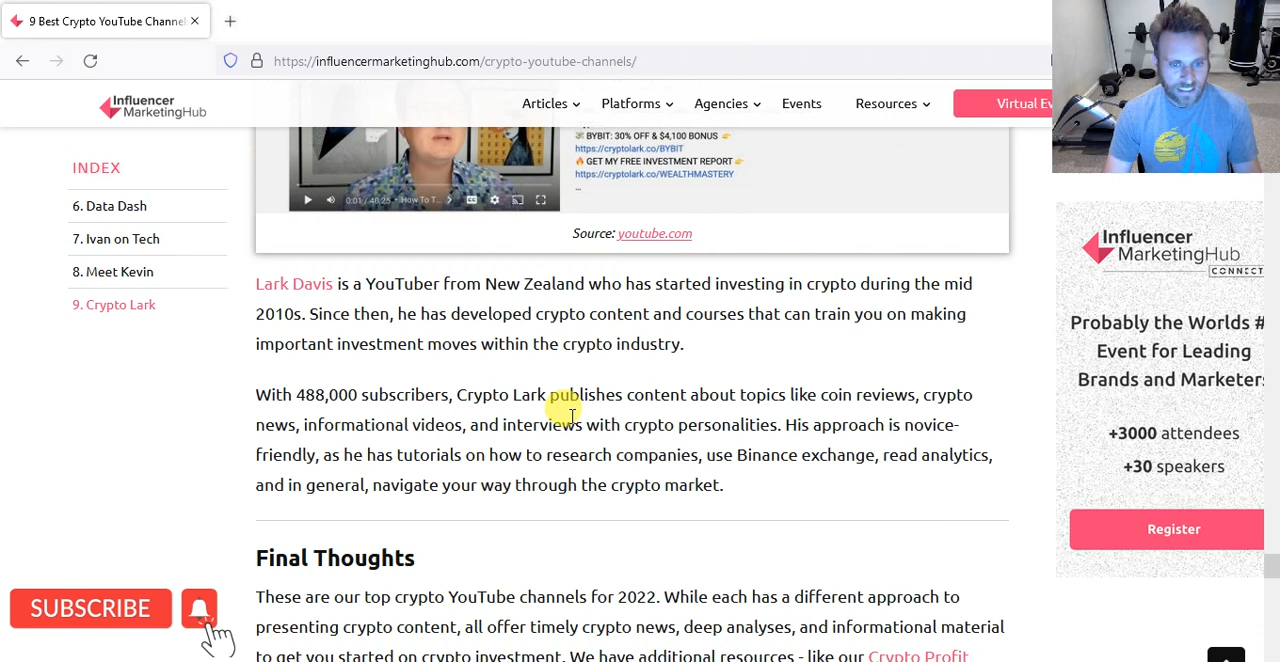 9 Best Crypto YouTube Channe
https://influencermarketinghub.com/crypto-youtube-channels/
Influencer
MarketingHub
Articles
Platforms
Agencies
Events
Resources
Virtual Ev
INDEX
6. Data Dash
7. Ivan on Tech
8. Meet Kevin
9. Crypto Lark
BYBIT: 30% OFF & $4,100 BONUS
https://cryptolark.co/BYBIT
GET MY FREE INVESTMENT REPORT
https://cryptolark.co/WEALTHMASTERY
...
0:01 / 40:25 • How To T...
Source: youtube.com
Lark Davis is a YouTuber from New Zealand who has started investing in crypto during the mid
2010s. Since then, he has developed crypto content and courses that can train you on making
important investment moves within the crypto industry.
With 488,000 subscribers, Crypto Lark publishes content about topics like coin reviews, crypto
news, informational videos, and interviews with crypto personalities. His approach is novice-
friendly, as he has tutorials on how to research companies, use Binance exchange, read analytics,
and in general, navigate your way through the crypto market.
Final Thoughts
These are our top crypto YouTube channels for 2022. While each has a different approach to
presenting crypto content, all offer timely crypto news, deep analyses, and informational material
to get you started on crypto investment. We have additional resources - like our Crypto Profit
Influencer
MarketingHub
CONNECT
Probably the Worlds #
Event for Leading
Brands and Marketers
+3000 attendees
+30 speakers
Register
SUBSCRIBE